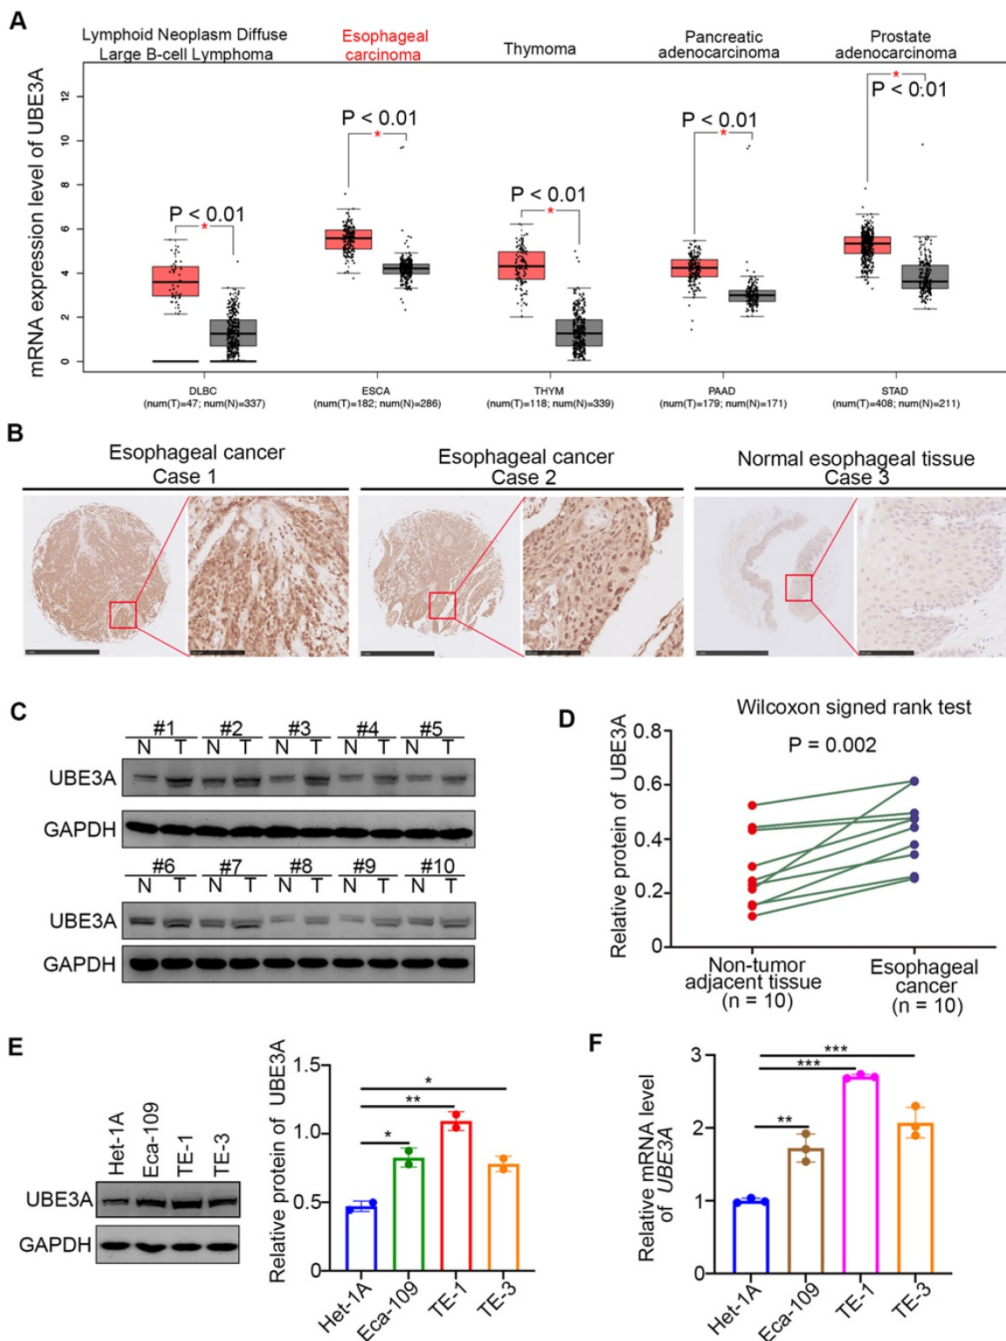 A
Lymphoid Neoplasm Diffuse
Large B-cell Lymphoma
Esophageal
carcinoma
Thymoma
Pancreatic
adenocarcinoma
Prostate
adenocarcinoma
mRNA expression level of UBE3A
12
10
8
6
4
2
0
P < 0.01
*
P < 0.01
*
P < 0.01
*
P < 0.01
*
P < 0.01
*
DLBC
(num(T)=47; num(N)=337)
ESCA
(num(T)=182; num(N)=286)
THYM
(num(T)=118; num(N)=339)
PAAD
(num(T)=179; num(N)=171)
STAD
(num(T)=408; num(N)=211)
B
Esophageal cancer
Case 1
Esophageal cancer
Case 2
Normal esophageal tissue
Case 3
C
#1 #2 #3 #4 #5
N T N T N T N T N T
UBE3A
GAPDH
#6 #7 #8 #9 #10
N T N T N T N T N T
UBE3A
GAPDH
D
Wilcoxon signed rank test
P = 0.002
Relative protein of UBE3A
0.8
0.6
0.4
0.2
0
Non-tumor
adjacent tissue
(n = 10)
Esophageal
cancer
(n = 10)
E
Het-1A Eca-109 TE-1 TE-3
UBE3A
GAPDH
Relative protein of UBE3A
1.5
1.0
0.5
0
*
**
*
Het-1A Eca-109 TE-1 TE-3
F
Relative mRNA level
of UBE3A
3
2
1
0
***
***
**
Het-1A Eca-109 TE-1 TE-3